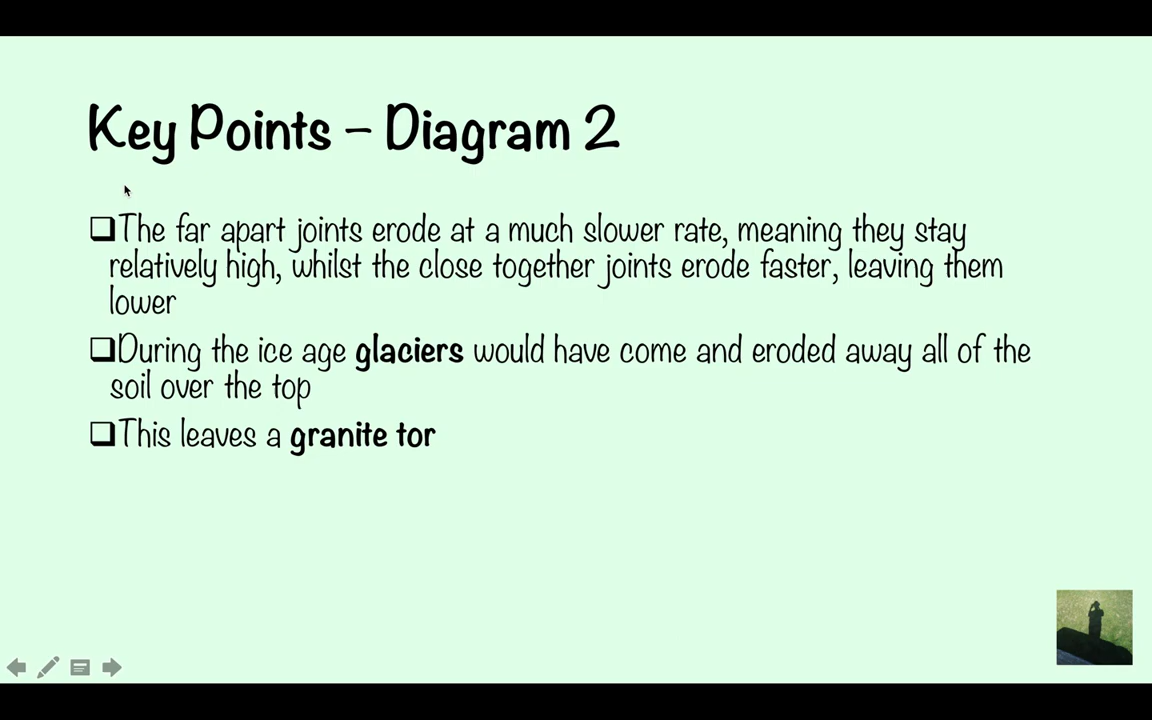 Key Points – Diagram 2
❑The far apart joints erode at a much slower rate, meaning they stay
relatively high, whilst the close together joints erode faster, leaving them
lower
❑During the ice age glaciers would have come and eroded away all of the
soil over the top
❑This leaves a granite tor